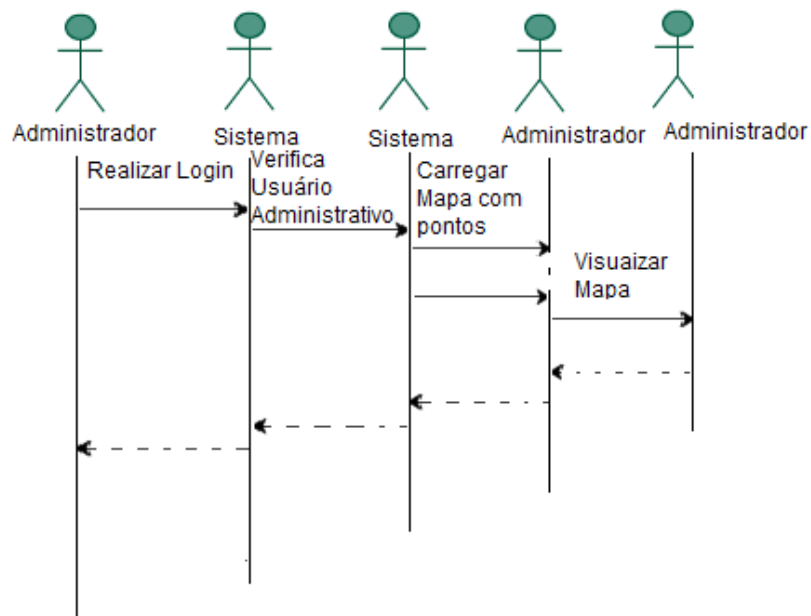 Administrador
Sistema
Sistema
Administrador
Administrador
Realizar Login
Verifica
Usuário
Administrativo
Carregar
Mapa com
pontos
Visuaizar
Mapa